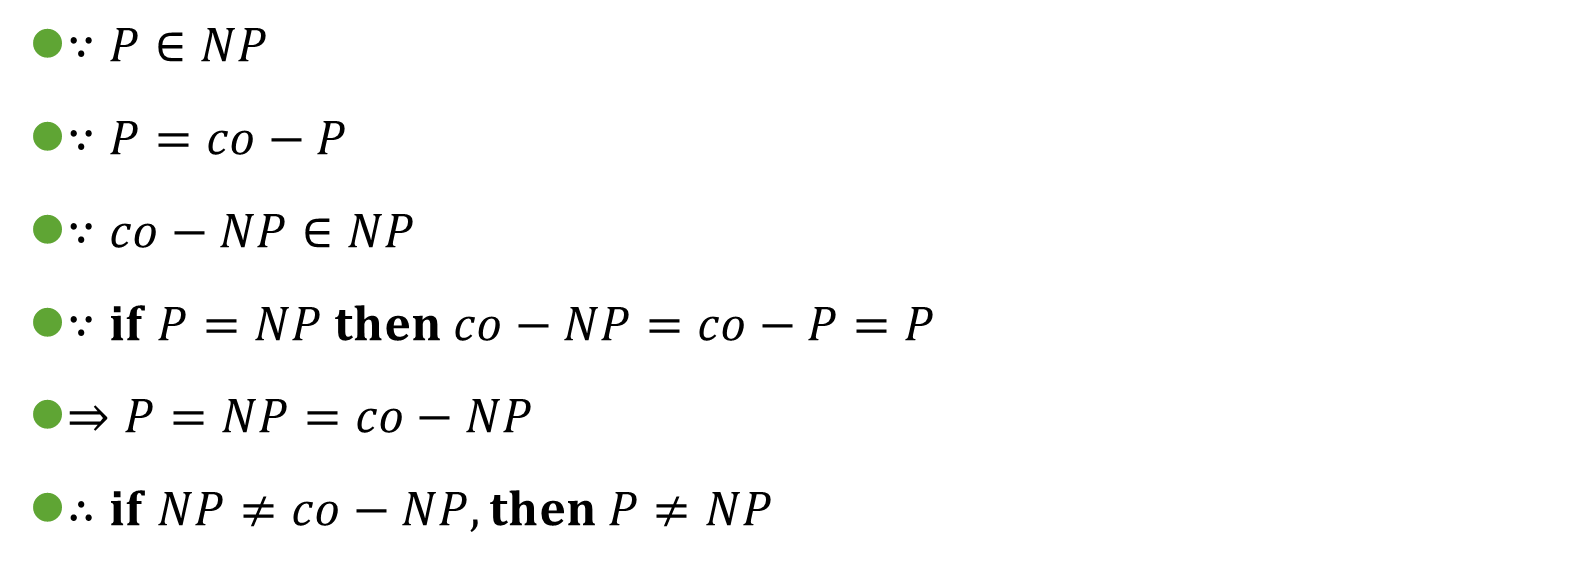 ● ∵ P ∈ NP
● ∵ P = co − P
● ∵ co − NP ∈ NP
● ∵ if P = NP then co − NP = co − P = P
● ⇒ P = NP = co − NP
● ∴ if NP ≠ co − NP, then P ≠ NP